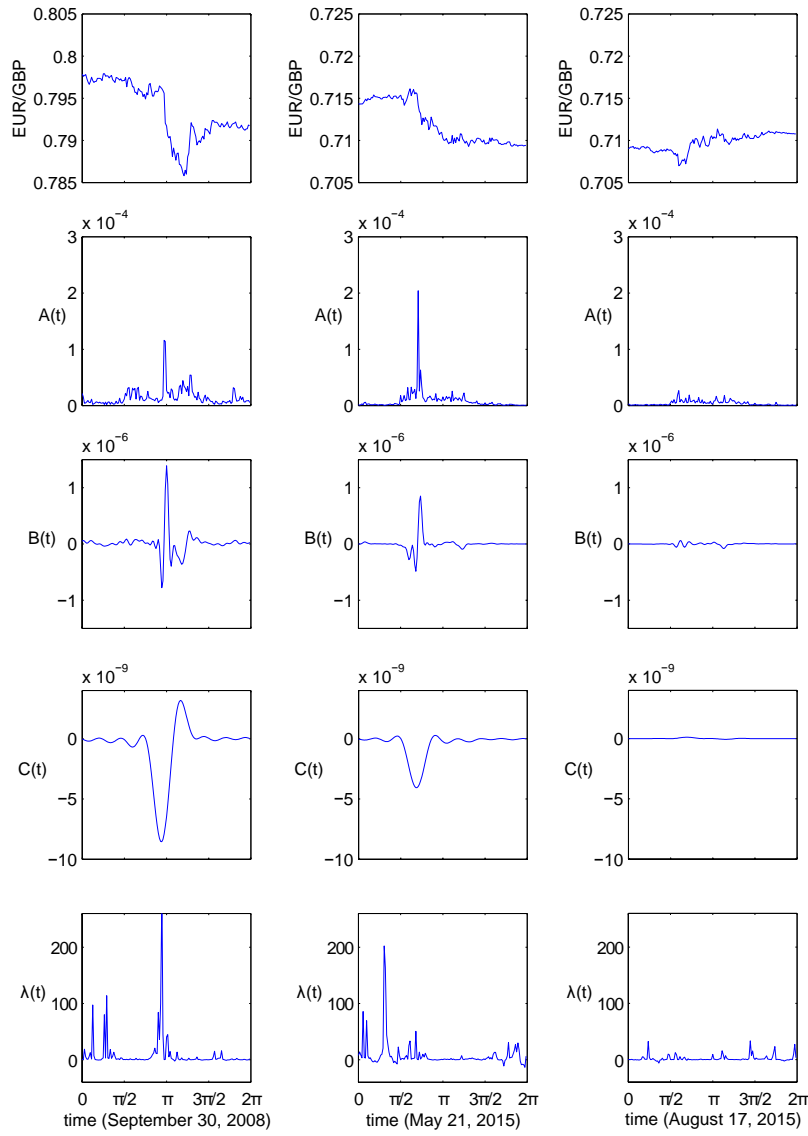 0.805
0.8
0.795
0.79
0.785
EUR/GBP
0.725
0.72
0.715
0.71
0.705
EUR/GBP
0.725
0.72
0.715
0.71
0.705
EUR/GBP
x 10⁻⁴
3
2
1
0
A(t)
x 10⁻⁴
3
2
1
0
A(t)
x 10⁻⁴
3
2
1
0
A(t)
x 10⁻⁶
1
0
−1
B(t)
x 10⁻⁶
1
0
−1
B(t)
x 10⁻⁶
1
0
−1
B(t)
x 10⁻⁹
0
−5
−10
C(t)
x 10⁻⁹
0
−5
−10
C(t)
x 10⁻⁹
0
−5
−10
C(t)
200
100
0
λ(t)
0 π/2 π 3π/2 2π
time (September 30, 2008)
200
100
0
λ(t)
0 π/2 π 3π/2 2π
time (May 21, 2015)
200
100
0
λ(t)
0 π/2 π 3π/2 2π
time (August 17, 2015)